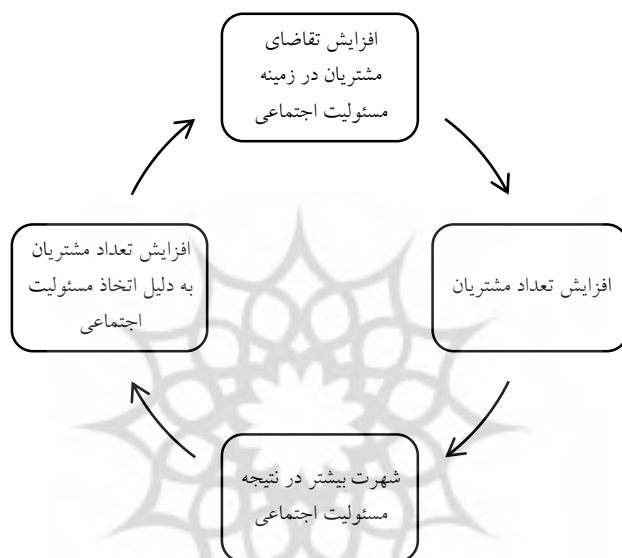 افزایش تقاضای
مشتریان در زمینه
مسئولیت اجتماعی
افزایش تعداد مشتریان
شهرت بیشتر در نتیجه
مسئولیت اجتماعی
افزایش تعداد مشتریان
به دلیل اتخاذ مسئولیت
اجتماعی